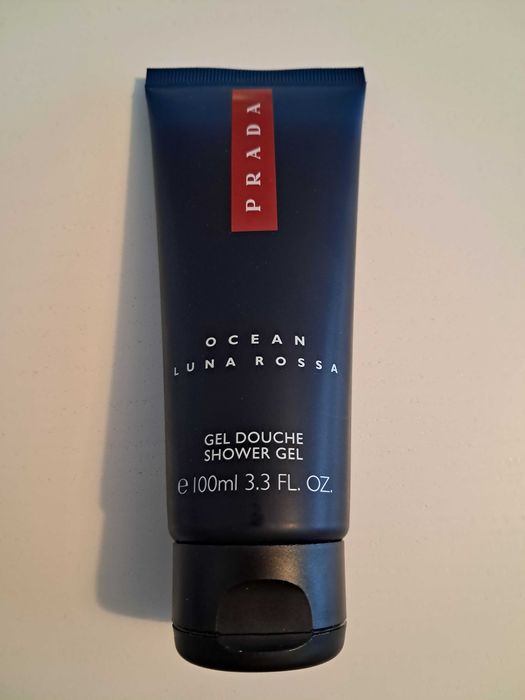 PRADA
OCEAN
LUNA ROSSA
GEL DOUCHE
SHOWER GEL
℮ 100ml 3.3 FL. OZ.